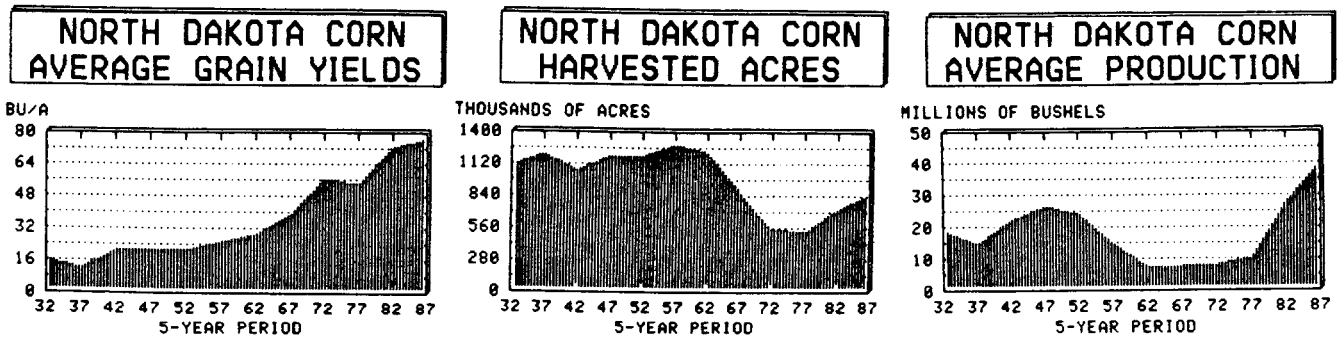 NORTH DAKOTA CORN
AVERAGE GRAIN YIELDS
BU/A
80
64
48
32
16
0
32 37 42 47 52 57 62 67 72 77 82 87
5-YEAR PERIOD
NORTH DAKOTA CORN
HARVESTED ACRES
THOUSANDS OF ACRES
1400
1120
840
560
280
0
32 37 42 47 52 57 62 67 72 77 82 87
5-YEAR PERIOD
NORTH DAKOTA CORN
AVERAGE PRODUCTION
MILLIONS OF BUSHELS
50
40
30
20
10
0
32 37 42 47 52 57 62 67 72 77 82 87
5-YEAR PERIOD